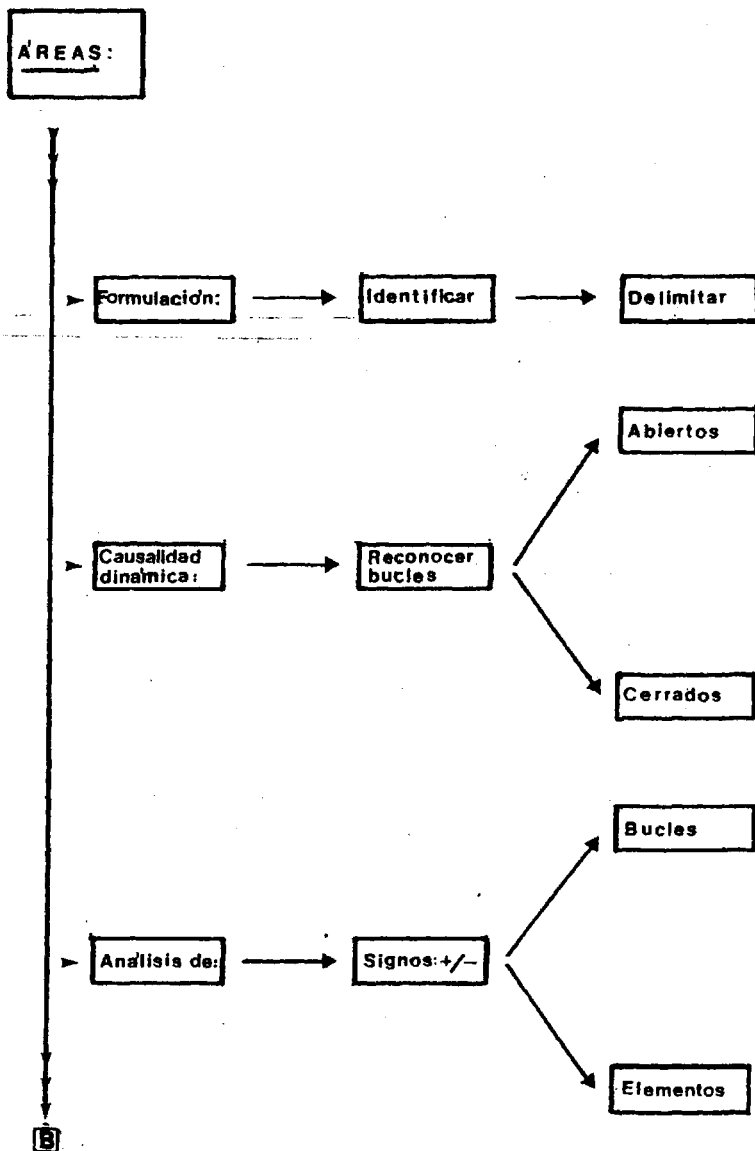 ÁREAS:
Formulación:
Identificar
Delimitar
Abiertos
Causalidad
dinámica:
Reconocer
bucles
Cerrados
Bucles
Análisis de:
Signos:+/−
Elementos
B